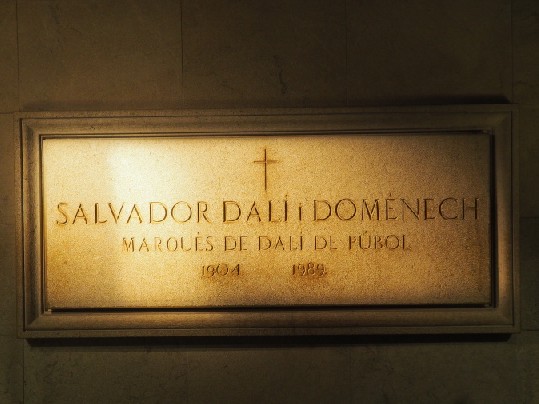 SALVADOR DALÍ i DOMÈNECH
MARQUÈS DE DALÍ DE PÚBOL
1904 1989